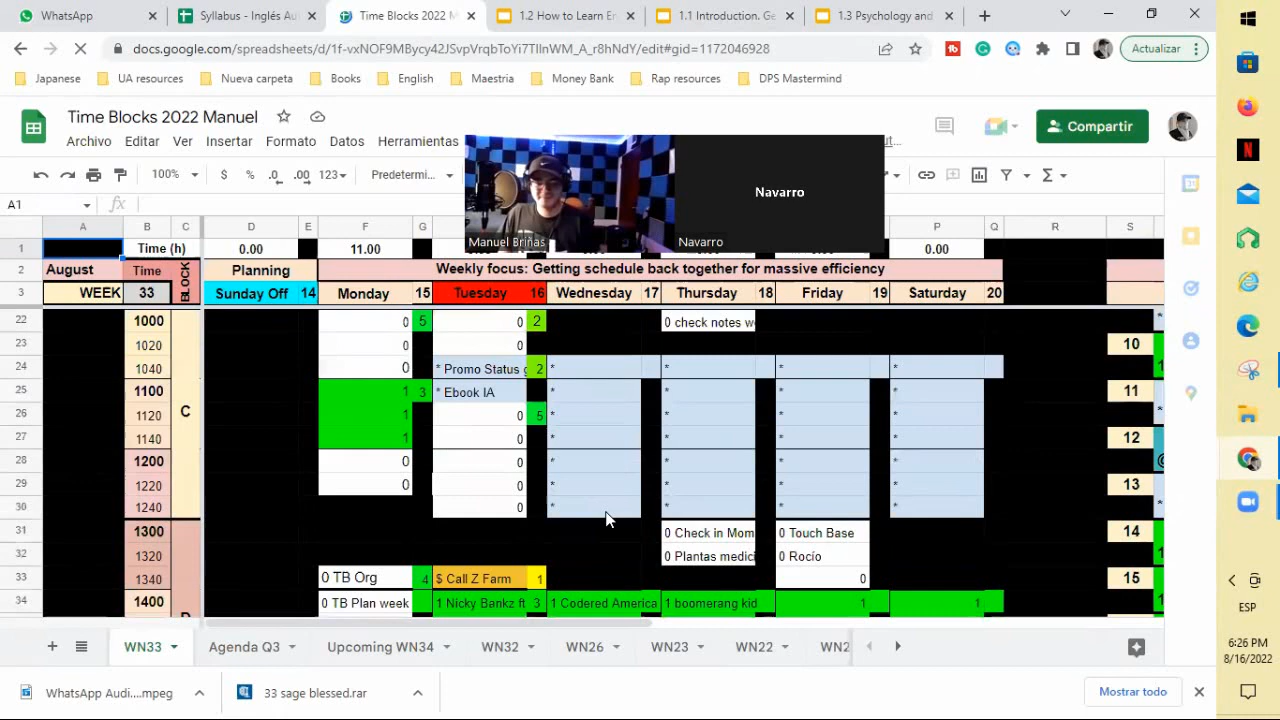 WhatsApp
Syllabus - Inglés Au
Time Blocks 2022 M
1.2 How to Learn En
1.1 Introduction. Ge
1.3 Psychology and
docs.google.com/spreadsheets/d/1f-vxNOF9MBycy42JSvpVrqbToYi7TIlnWM_A_r8hNdY/edit#gid=1172046928
Actualizar
Japanese
UA resources
Nueva carpeta
Books
English
Maestria
Money Bank
Rap resources
DPS Mastermind
Time Blocks 2022 Manuel
Archivo Editar Ver Insertar Formato Datos Herramientas
Compartir
100% $ % .0 .00 123 Predetermi...
A1 fx
Manuel Briñas
Navarro
Navarro
A B C D E F G P Q R S
1 Time (h) 0.00 11.00 0.00
2 August Time BLOCK Planning Weekly focus: Getting schedule back together for massive efficiency
3 WEEK 33 Sunday Off 14 Monday 15 Tuesday 16 Wednesday 17 Thursday 18 Friday 19 Saturday 20
22 1000 0 5 0 2 0 check notes w
23 1020 0 0 10
24 1040 0 * Promo Status g 2 * * * *
25 1100 C 1 3 * Ebook IA * * * * 11
26 1120 1 0 5 * * * *
27 1140 1 0 * * * * 12
28 1200 0 0 * * * *
29 1220 0 0 * * * * 13
30 1240 0 * * * *
31 1300 0 Check in Mom 0 Touch Base 14
32 1320 0 Plantas medici 0 Rocío
33 1340 0 TB Org 4 $ Call Z Farm 1 0 15
34 1400 0 TB Plan week 1 Nicky Bankz ft 3 1 Codered America 1 boomerang kid 1 1
WN33 Agenda Q3 Upcoming WN34 WN32 WN26 WN23 WN22 WN2
WhatsApp Audi....mpeg
33 sage blessed.rar
Mostrar todo
ESP
6:26 PM
8/16/2022